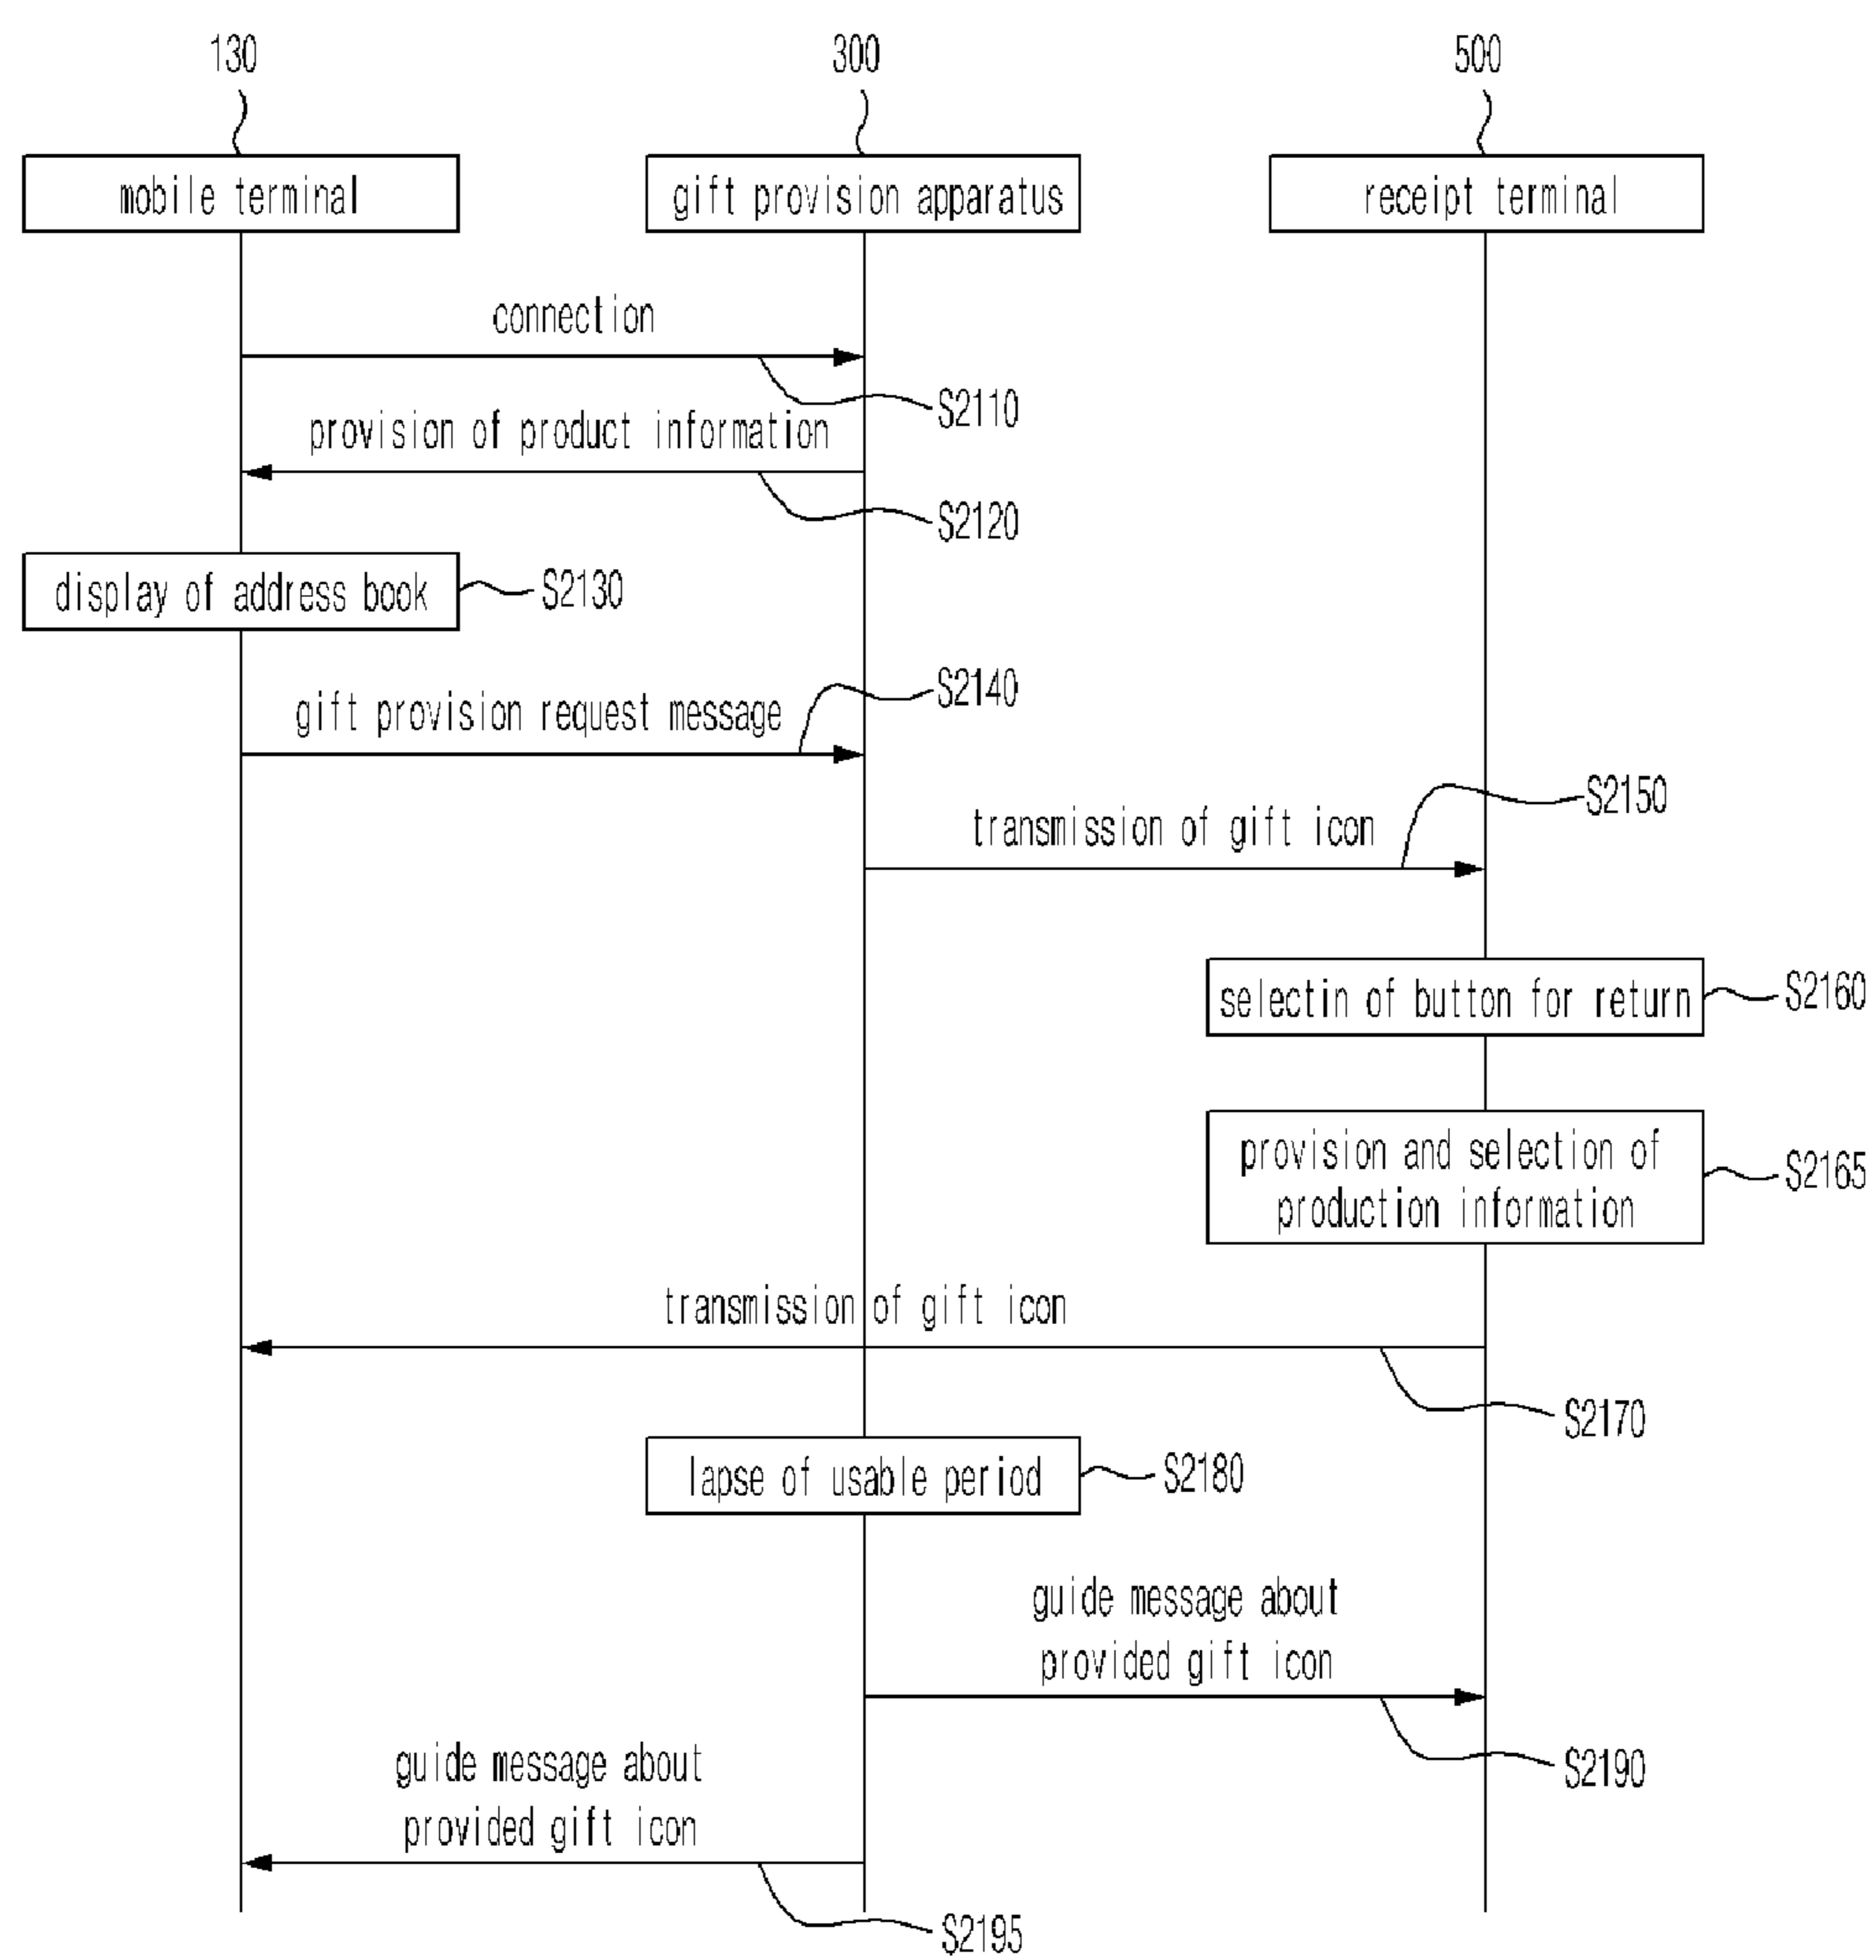 130
300
500
mobile terminal
gift provision apparatus
receipt terminal
connection
S2110
provision of product information
S2120
display of address book
S2130
S2140
gift provision request message
S2150
transmission of gift icon
selectin of button for return
S2160
provision and selection of
production information
S2165
transmission of gift icon
S2170
lapse of usable period
S2180
guide message about
provided gift icon
S2190
guide message about
provided gift icon
S2195